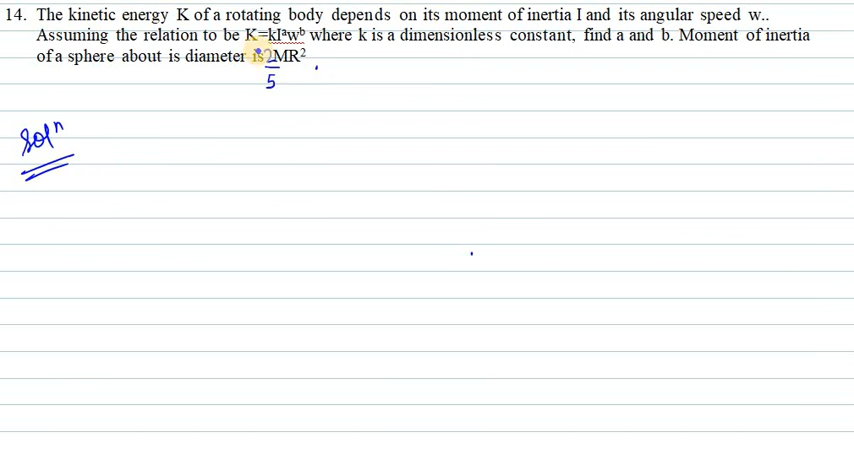 14. The kinetic energy K of a rotating body depends on its moment of inertia I and its angular speed w..
Assuming the relation to be K=kIᵃwᵇ where k is a dimensionless constant, find a and b. Moment of inertia
of a sphere about is diameter is 2MR²
5
Solⁿ